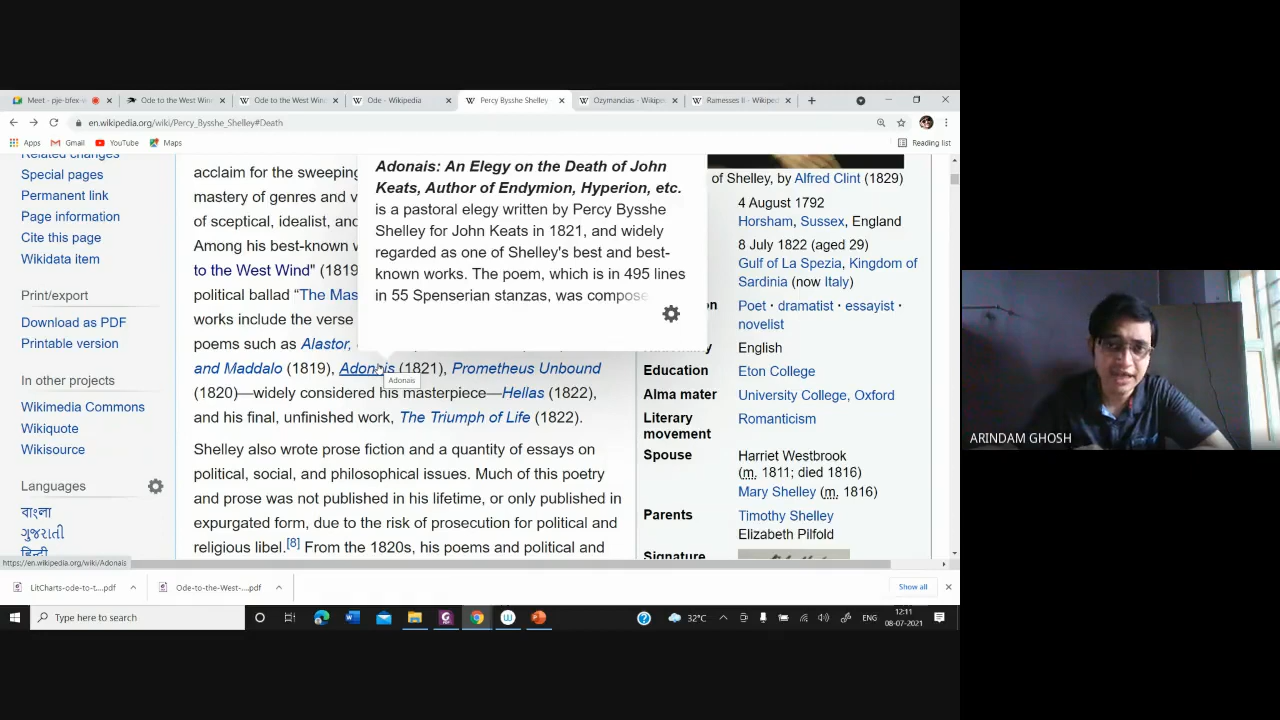 Meet - pje-bfex-
Ode to the West Win
Ode to the West Win
Ode - Wikipedia
Percy Bysshe Shelley
Ozymandias - Wikipe
Ramesses II - Wikiped
en.wikipedia.org/wiki/Percy_Bysshe_Shelley#Death
Apps
Gmail
YouTube
Maps
Reading list
Related changes
Special pages
Permanent link
Page information
Cite this page
Wikidata item
Print/export
Download as PDF
Printable version
In other projects
Wikimedia Commons
Wikiquote
Wikisource
Languages
বাংলা
ગુજરાતી
हिन्दी
acclaim for the sweeping
mastery of genres and v
of sceptical, idealist, and
Among his best-known w
to the West Wind" (1819
political ballad "The Mas
works include the verse
poems such as Alastor,
and Maddalo (1819), Adonais (1821), Prometheus Unbound
(1820)—widely considered his masterpiece—Hellas (1822),
and his final, unfinished work, The Triumph of Life (1822).
Shelley also wrote prose fiction and a quantity of essays on
political, social, and philosophical issues. Much of this poetry
and prose was not published in his lifetime, or only published in
expurgated form, due to the risk of prosecution for political and
religious libel.[8] From the 1820s, his poems and political and
Adonais: An Elegy on the Death of John
Keats, Author of Endymion, Hyperion, etc.
is a pastoral elegy written by Percy Bysshe
Shelley for John Keats in 1821, and widely
regarded as one of Shelley's best and best-
known works. The poem, which is in 495 lines
in 55 Spenserian stanzas, was compose
Adonais
of Shelley, by Alfred Clint (1829)
4 August 1792
Horsham, Sussex, England
8 July 1822 (aged 29)
Gulf of La Spezia, Kingdom of
Sardinia (now Italy)
Poet · dramatist · essayist ·
novelist
English
Education Eton College
Alma mater University College, Oxford
Literary Romanticism
movement
Spouse Harriet Westbrook
(m. 1811; died 1816)
Mary Shelley (m. 1816)
Parents Timothy Shelley
Elizabeth Pilfold
Signature
https://en.wikipedia.org/wiki/Adonais
LitCharts-ode-to-t....pdf
Ode-to-the-West-....pdf
Show all
Type here to search
32°C
ENG
12:11
08-07-2021
ARINDAM GHOSH